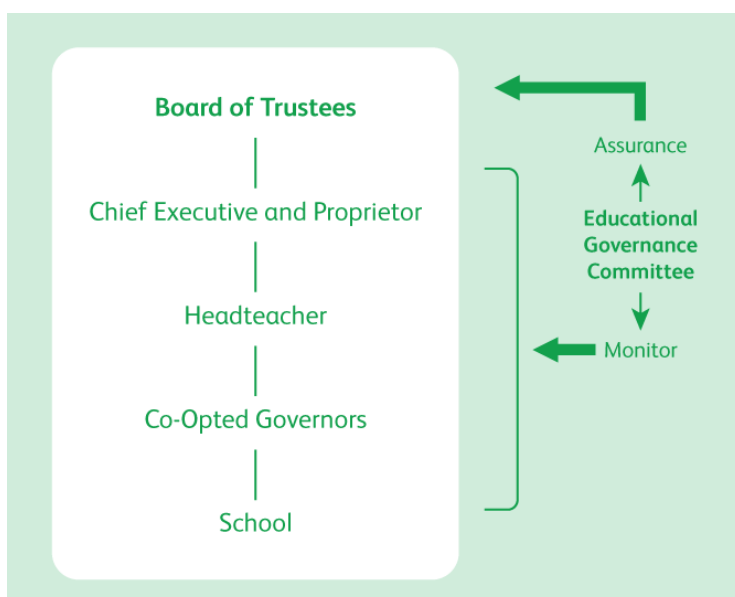 Board of Trustees
Chief Executive and Proprietor
Headteacher
Co-Opted Governors
School
Assurance
Educational
Governance
Committee
Monitor